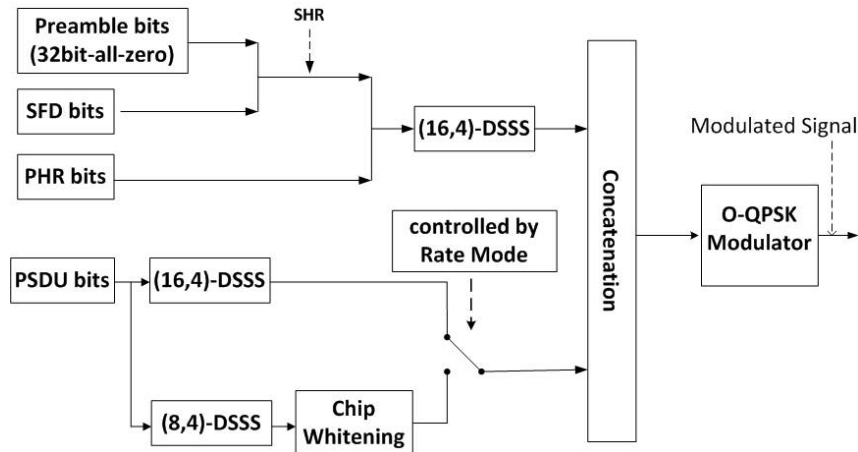 Preamble bits
(32bit-all-zero)
SHR
SFD bits
(16,4)-DSSS
PHR bits
Concatenation
Modulated Signal
O-QPSK
Modulator
controlled by
Rate Mode
PSDU bits
(16,4)-DSSS
(8,4)-DSSS
Chip
Whitening